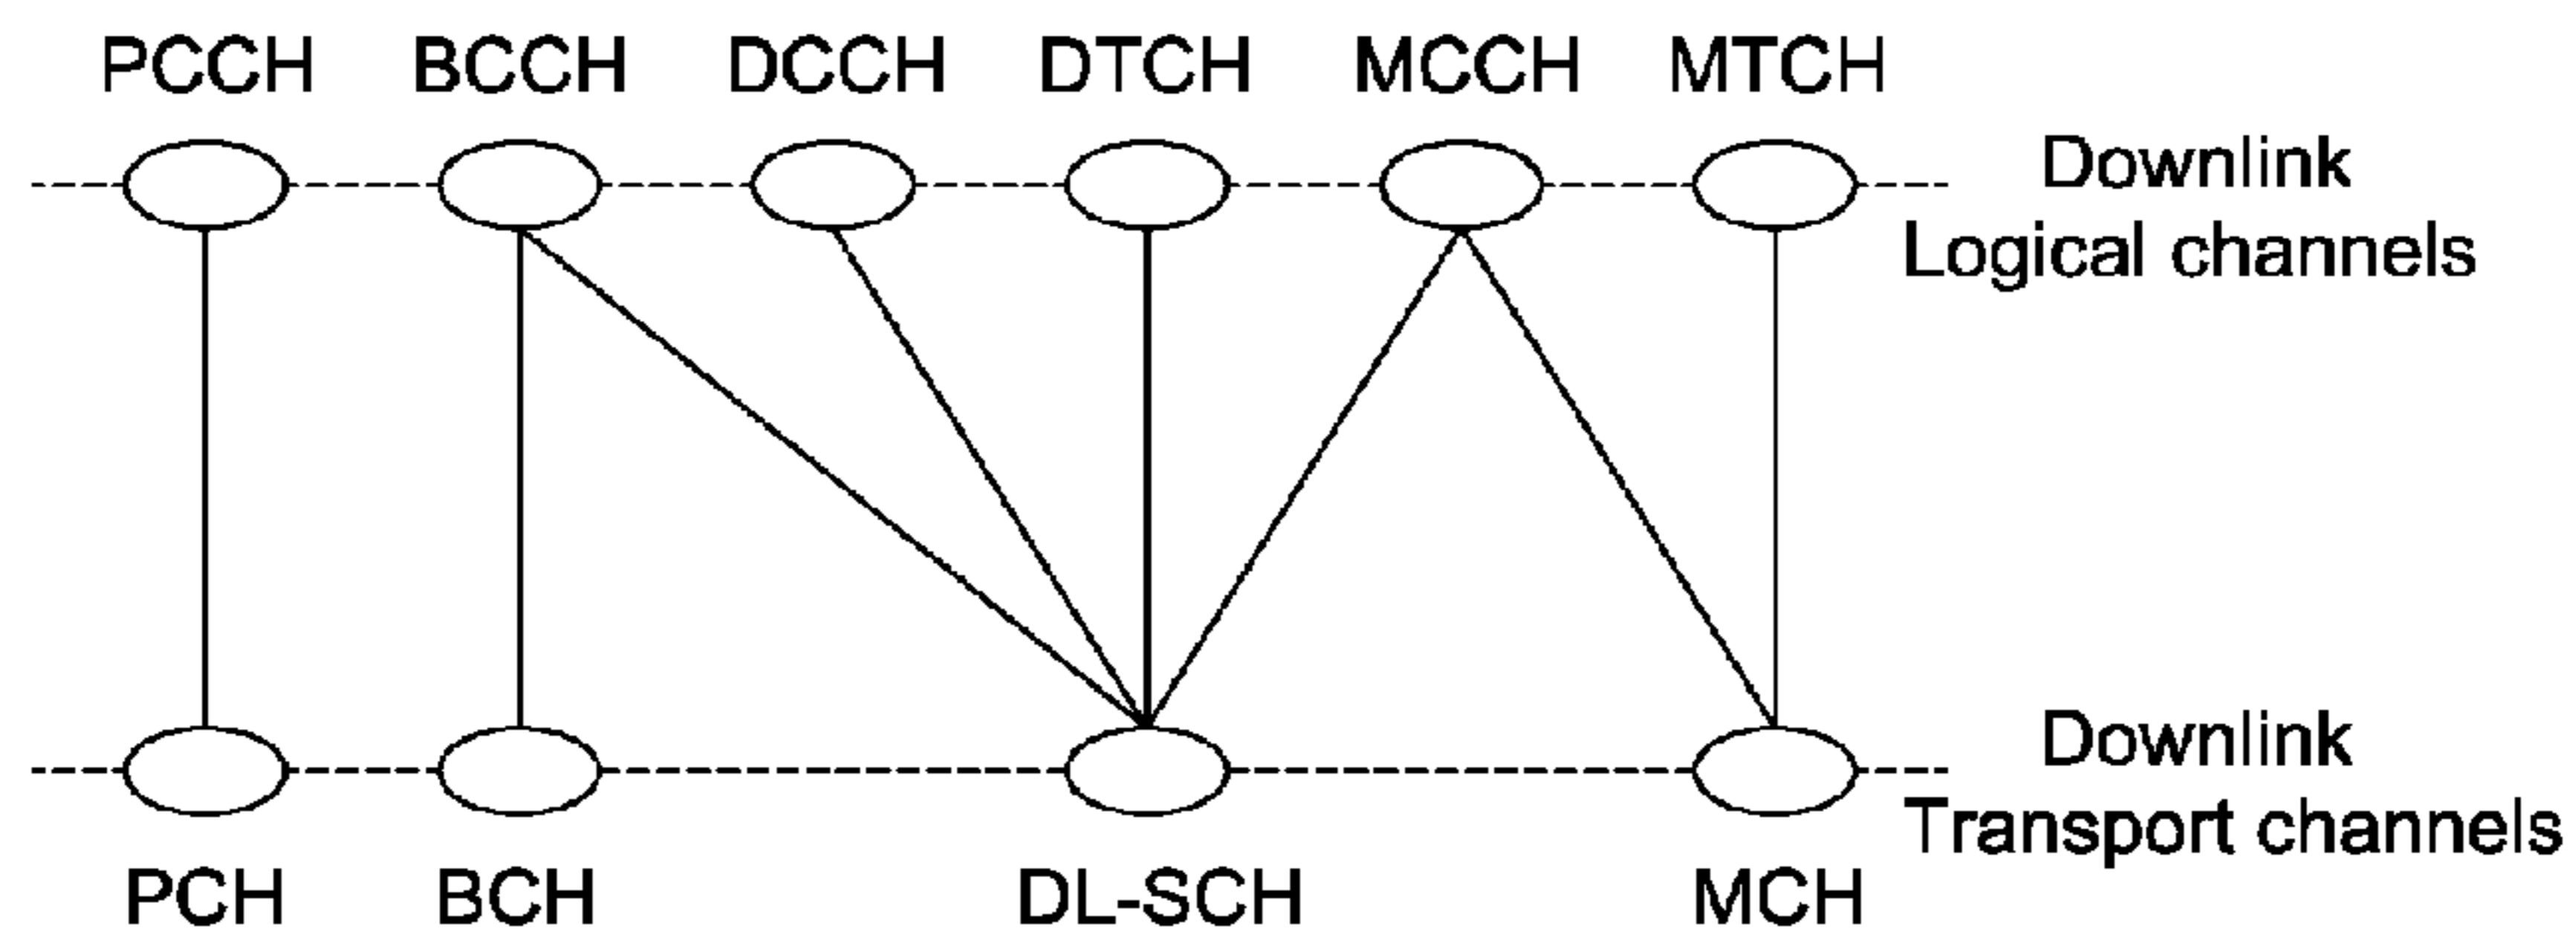 PCCH BCCH DCCH DTCH MCCH MTCH
Downlink
Logical channels
Downlink
Transport channels
PCH BCH DL-SCH MCH